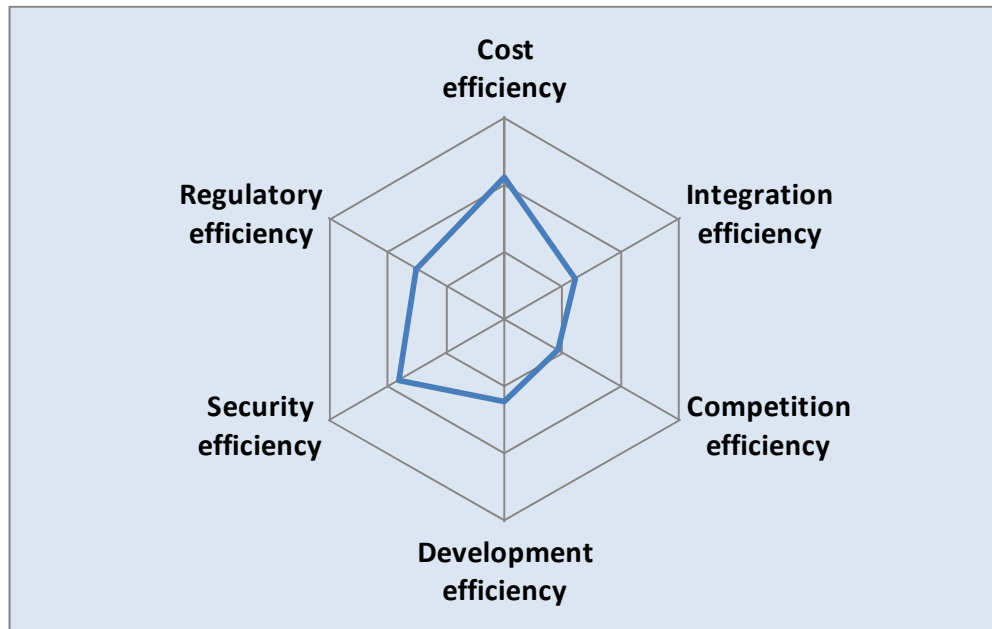 Cost
efficiency
Integration
efficiency
Competition
efficiency
Development
efficiency
Security
efficiency
Regulatory
efficiency